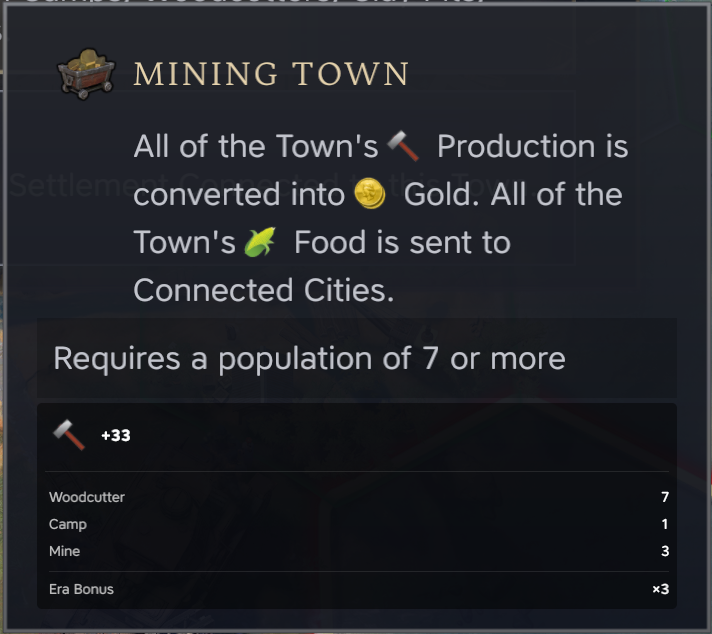 MINING TOWN
All of the Town's Production is
converted into Gold. All of the
Town's Food is sent to
Connected Cities.
Requires a population of 7 or more
+33
Woodcutter 7
Camp 1
Mine 3
Era Bonus ×3